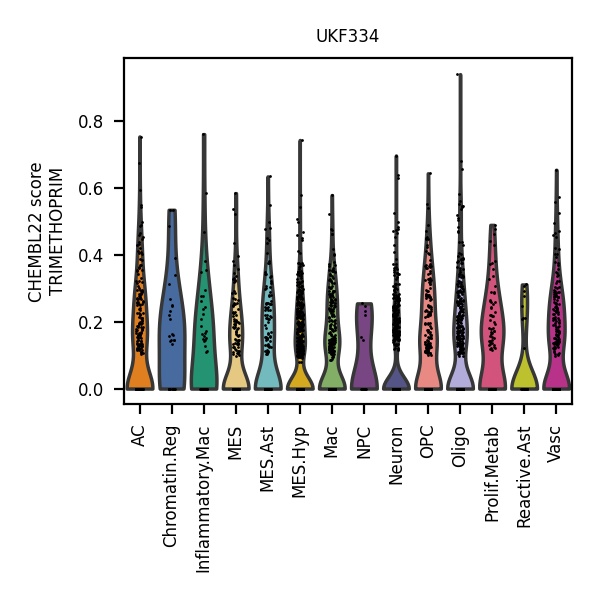 UKF334
CHEMBL22 score
TRIMETHOPRIM
0.8
0.6
0.4
0.2
0.0
AC
Chromatin.Reg
Inflammatory.Mac
MES
MES.Ast
MES.Hyp
Mac
NPC
Neuron
OPC
Oligo
Prolif.Metab
Reactive.Ast
Vasc